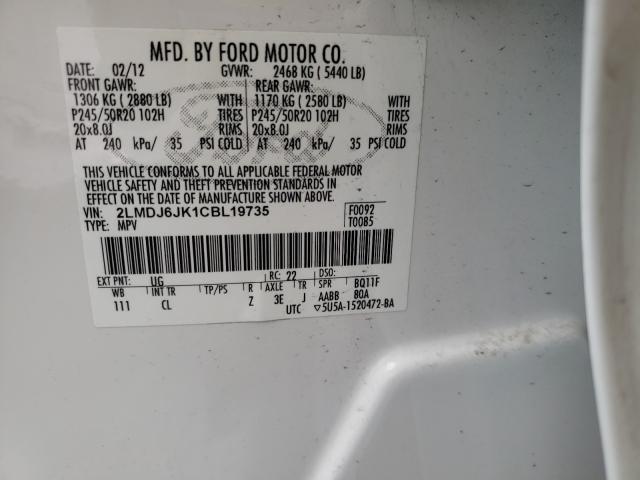 MFD. BY FORD MOTOR CO.
DATE: 02/12 GVWR: 2468 KG ( 5440 LB)
FRONT GAWR: REAR GAWR:
1306 KG ( 2880 LB) WITH 1170 KG ( 2580 LB) WITH
P245/50R20 102H TIRES P245/50R20 102H TIRES
20x8.0J RIMS 20x8.0J RIMS
AT 240 kPa/ 35 PSI COLD AT 240 kPa/ 35 PSI COLD
THIS VEHICLE CONFORMS TO ALL APPLICABLE FEDERAL MOTOR
VEHICLE SAFETY AND THEFT PREVENTION STANDARDS IN
EFFECT ON THE DATE OF MANUFACTURE SHOWN ABOVE.
VIN: 2LMDJ6JK1CBL19735 F0092
TYPE: MPV T0085
EXT PNT: UG RC: 22 DSO:
WB INT TR TP/PS R AXLE TR SPR BQ11F
111 CL Z 3E J AABB 80A
UTC ▽5U5A-1520472-BA
Ford